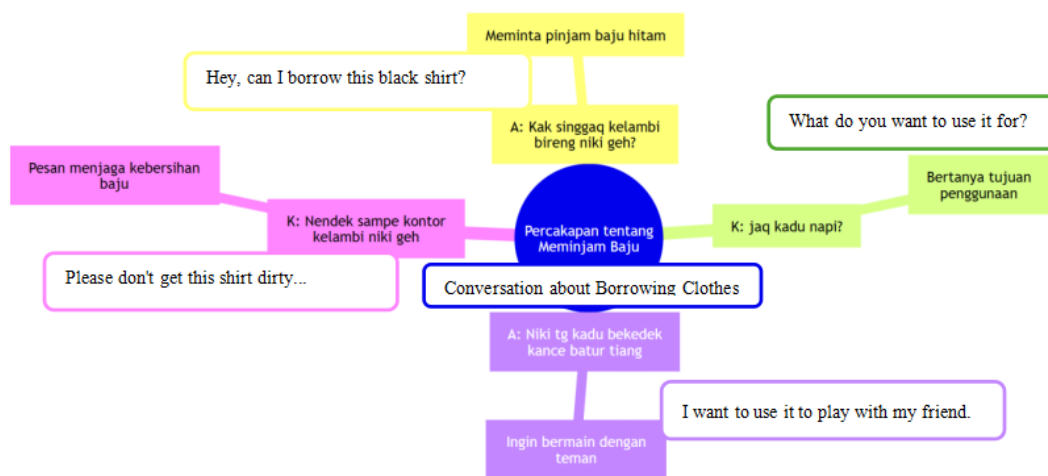 Meminta pinjam baju hitam
Hey, can I borrow this black shirt?
A: Kak singgaq kelambi
bireng niki geh?
What do you want to use it for?
Bertanya tujuan
penggunaan
K: jaq kadu napi?
Pesan menjaga kebersihan
baju
K: Nendek sampe kontor
kelambi niki geh
Please don't get this shirt dirty...
Percakapan tentang
Meminjam Baju
Conversation about Borrowing Clothes
A: Niki tg kadu bekedek
kance batur tiang
I want to use it to play with my friend.
Ingin bermain dengan
teman